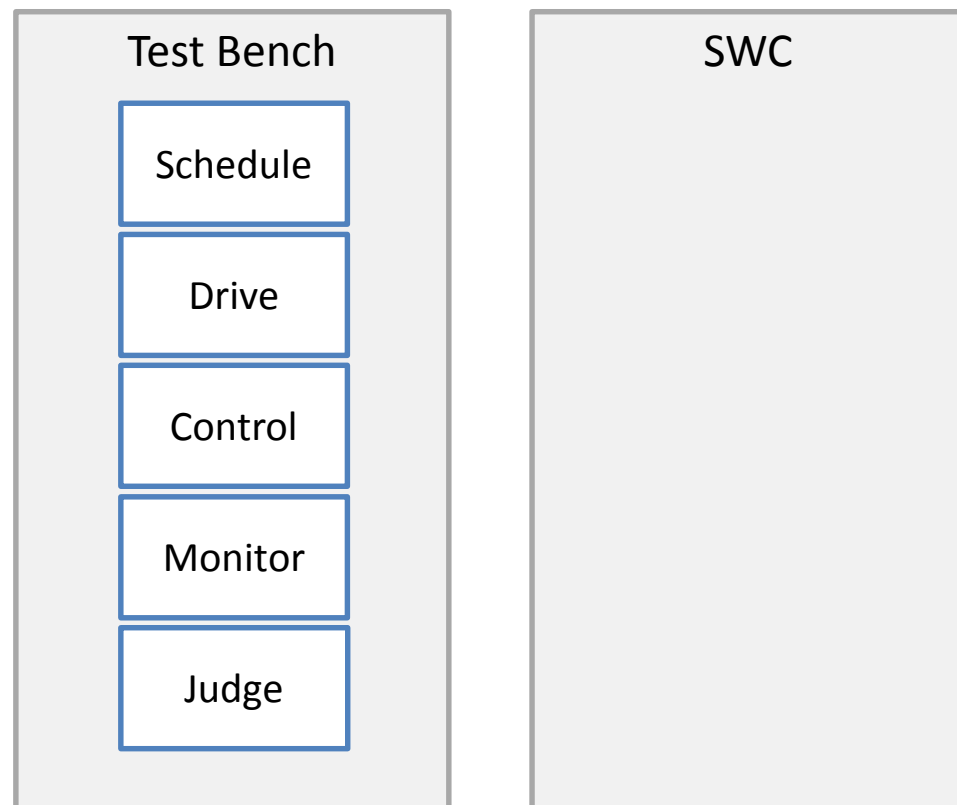 Test Bench
Schedule
Drive
Control
Monitor
Judge
SWC